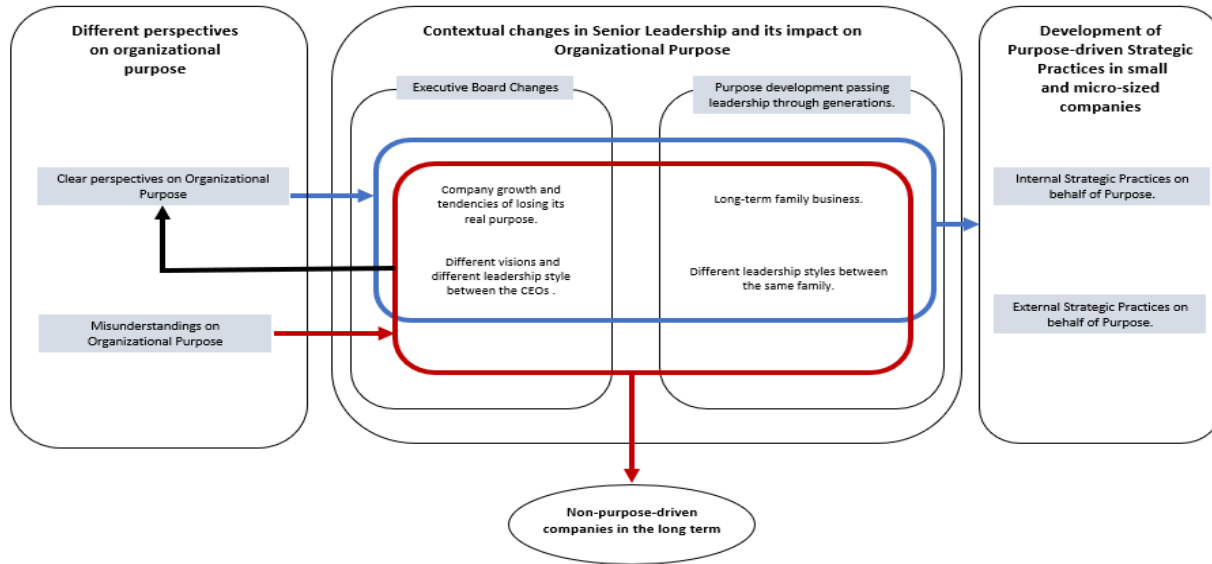 Different perspectives
on organizational
purpose
Clear perspectives on Organizational
Purpose
Misunderstandings on
Organizational Purpose
Contextual changes in Senior Leadership and its impact on
Organizational Purpose
Executive Board Changes
Company growth and
tendencies of losing its
real purpose.
Different visions and
different leadership style
between the CEOs .
Purpose development passing
leadership through generations.
Long-term family business.
Different leadership styles between
the same family.
Non-purpose-driven
companies in the long term
Development of
Purpose-driven Strategic
Practices in small
and micro-sized
companies
Internal Strategic Practices on
behalf of Purpose.
External Strategic Practices on
behalf of Purpose.